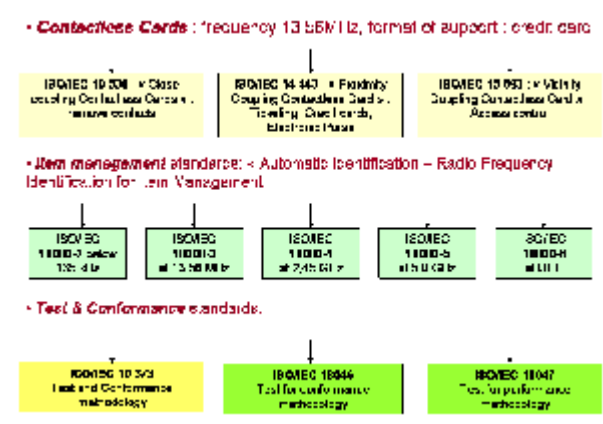 • Contactless Cards : frequency 13.56MHz, format of support : credit card
ISO/IEC 10 536 : « Close
coupling Contactless Cards » :
remove contacts
ISO/IEC 14 443 : « Proximity
Coupling Contactless Card » :
Ticketing, Credit cards,
Electronic Purse
ISO/IEC 15 693 : « Vicinity
Coupling Contactless Card »
Access control
• Item management standards: « Automatic Identification – Radio Frequency
Identification for Item Management
ISO/IEC
18000-2 below
135 kHz
ISO/IEC
18000-3
at 13.56 MHz
ISO/IEC
18000-4
at 2,45 GHz
ISO/IEC
18000-5
at 5.8 GHz
ISO/IEC
18000-6
at UHF
• Test & Conformance standards.
ISO/IEC 10 373
Test and Conformance
methodology
ISO/IEC 18046
Test for conformance
methodology
ISO/IEC 18047
Test for performance
methodology